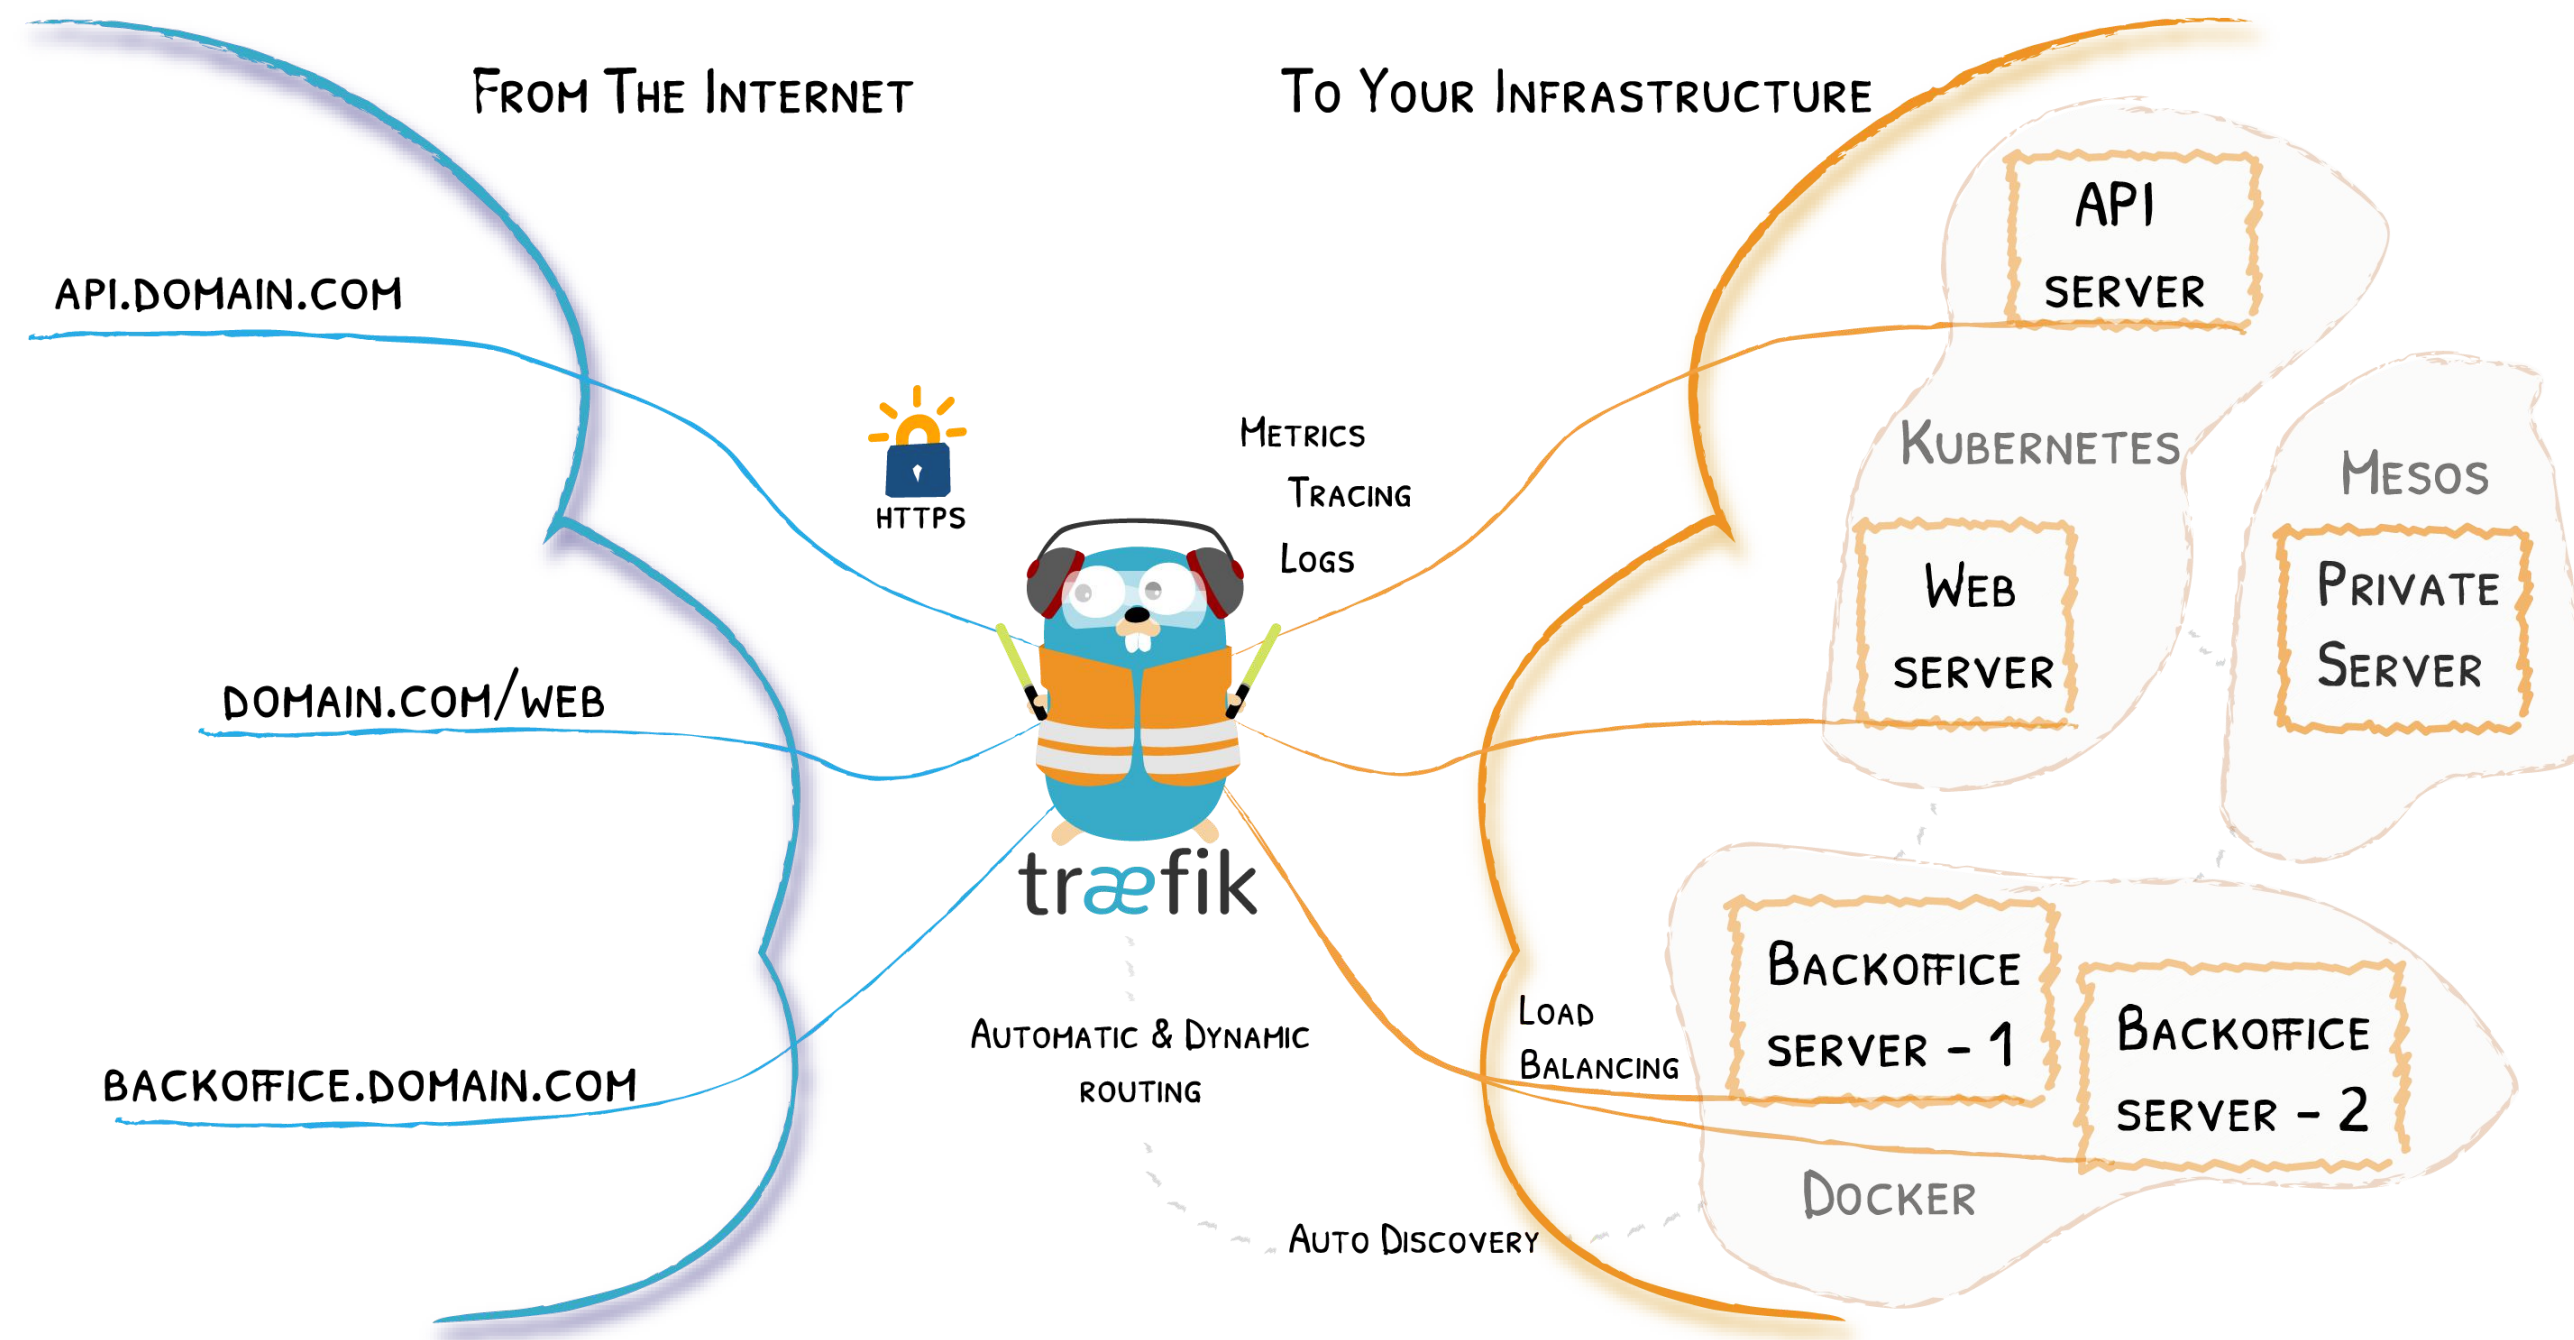 From The Internet
To Your Infrastructure
api.domain.com
domain.com/web
backoffice.domain.com
HTTPS
Metrics
Tracing
Logs
træfik
Automatic & Dynamic
routing
Auto Discovery
Load
Balancing
API
server
Kubernetes
Web
server
Mesos
Private
Server
Backoffice
server - 1
Backoffice
server - 2
Docker